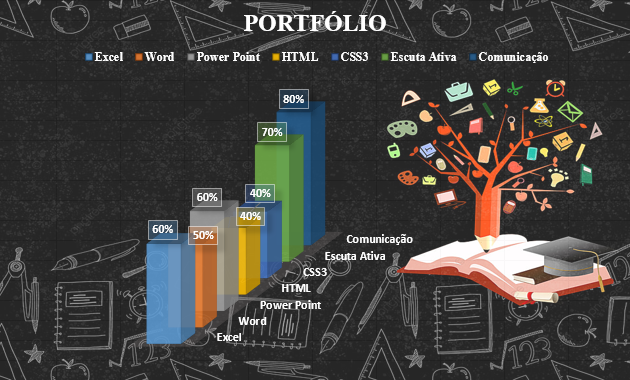 PORTFÓLIO
Excel Word Power Point HTML CSS3 Escuta Ativa Comunicação
80%
70%
60%
40%
40%
60%
50%
Comunicação
Escuta Ativa
CSS3
HTML
Power Point
Word
Excel
123